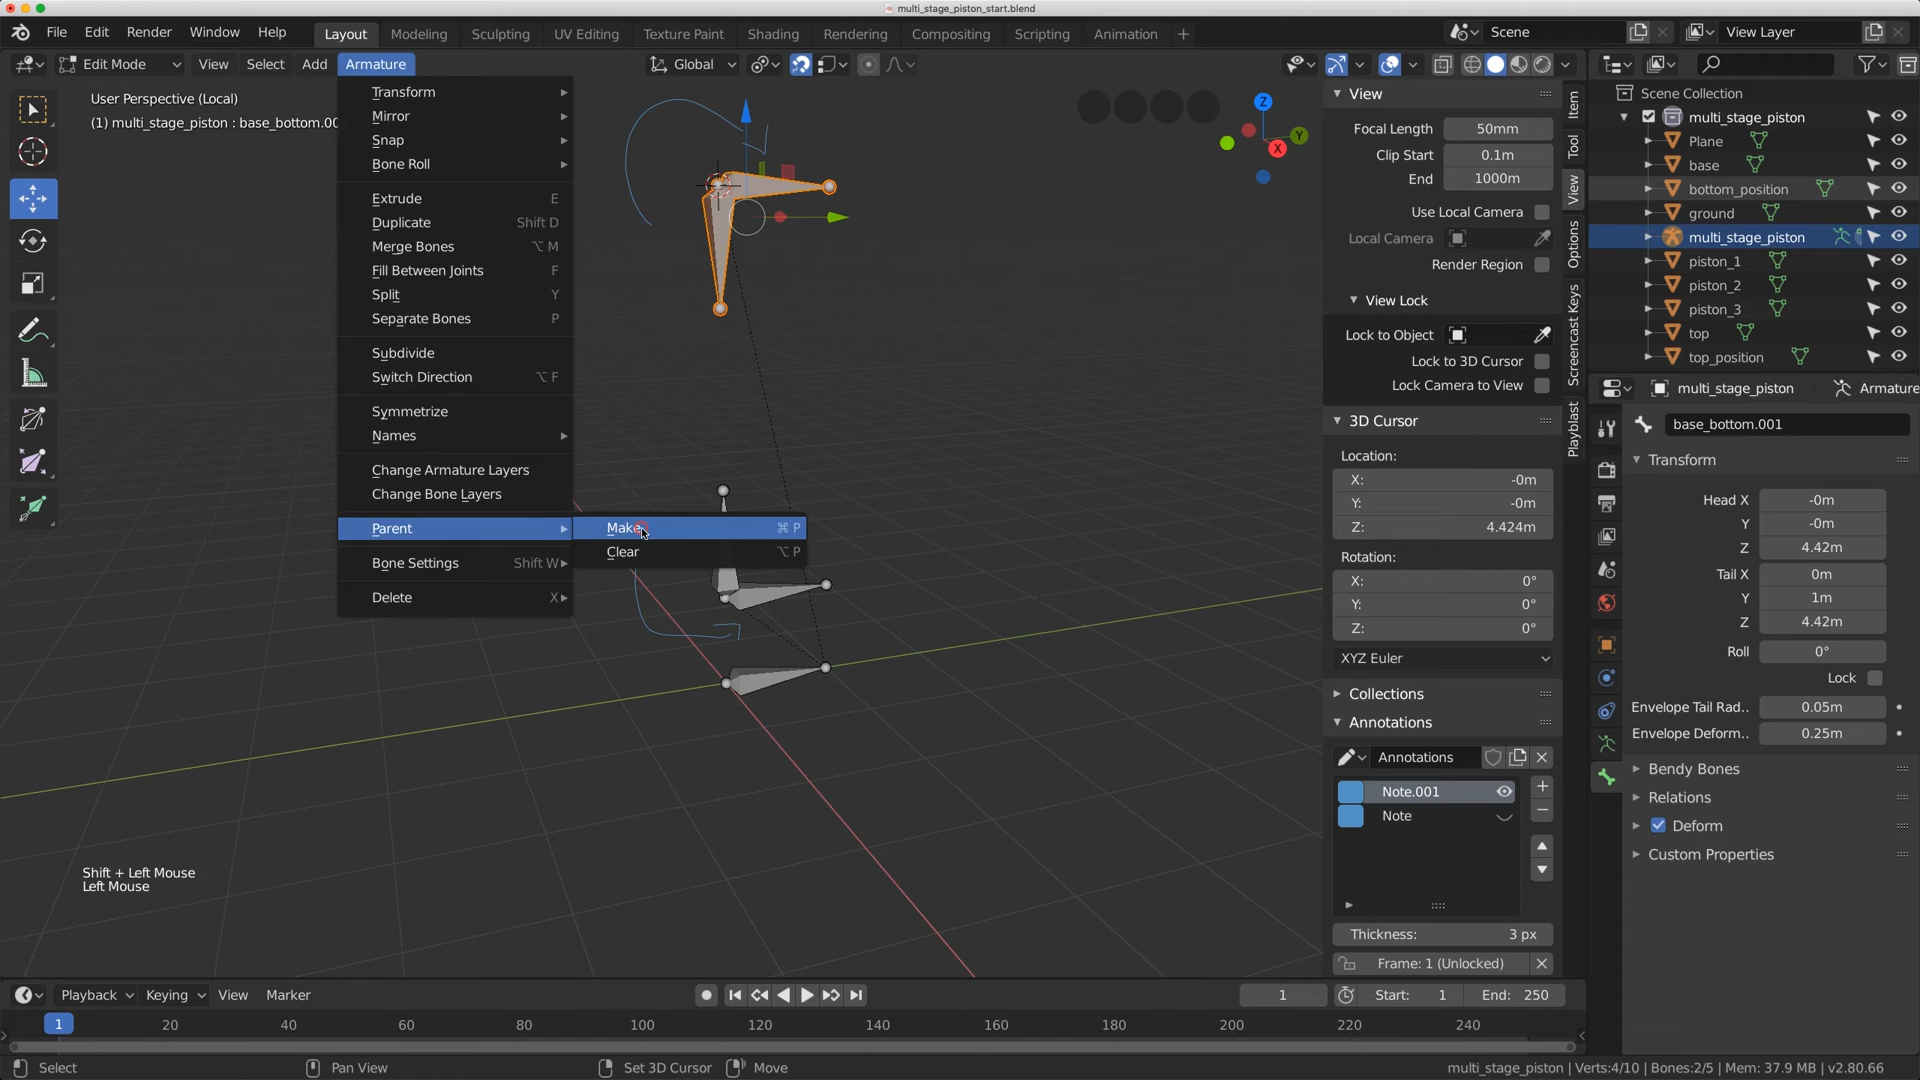 multi_stage_piston_start.blend
File Edit Render Window Help Layout Modeling Sculpting UV Editing Texture Paint Shading Rendering Compositing Scripting Animation + Scene View Layer
Edit Mode View Select Add Armature Global
User Perspective (Local)
(1) multi_stage_piston : base_bottom.00
Transform
Mirror
Snap
Bone Roll
Extrude E
Duplicate Shift D
Merge Bones ⌥ M
Fill Between Joints F
Split Y
Separate Bones P
Subdivide
Switch Direction ⌥ F
Symmetrize
Names
Change Armature Layers
Change Bone Layers
Parent
Bone Settings Shift W
Delete X
Make ⌘ P
Clear ⌥ P
Z
Y
X
Shift + Left Mouse
Left Mouse
View
Focal Length 50mm
Clip Start 0.1m
End 1000m
Use Local Camera
Local Camera
Render Region
View Lock
Lock to Object
Lock to 3D Cursor
Lock Camera to View
3D Cursor
Location:
X: -0m
Y: -0m
Z: 4.424m
Rotation:
X: 0°
Y: 0°
Z: 0°
XYZ Euler
Collections
Annotations
Annotations
Note.001
Note
Thickness: 3 px
Frame: 1 (Unlocked)
Item
Tool
View
Options
Screencast Keys
Playblast
Scene Collection
multi_stage_piston
Plane
base
bottom_position
ground
multi_stage_piston
piston_1
piston_2
piston_3
top
top_position
multi_stage_piston Armature
base_bottom.001
Transform
Head X -0m
Y -0m
Z 4.42m
Tail X 0m
Y 1m
Z 4.42m
Roll 0°
Lock
Envelope Tail Rad.. 0.05m
Envelope Deform.. 0.25m
Bendy Bones
Relations
Deform
Custom Properties
Playback Keying View Marker 1 Start: 1 End: 250
1 20 40 60 80 100 120 140 160 180 200 220 240
Select Pan View Set 3D Cursor Move multi_stage_piston | Verts:4/10 | Bones:2/5 | Mem: 37.9 MB | v2.80.66